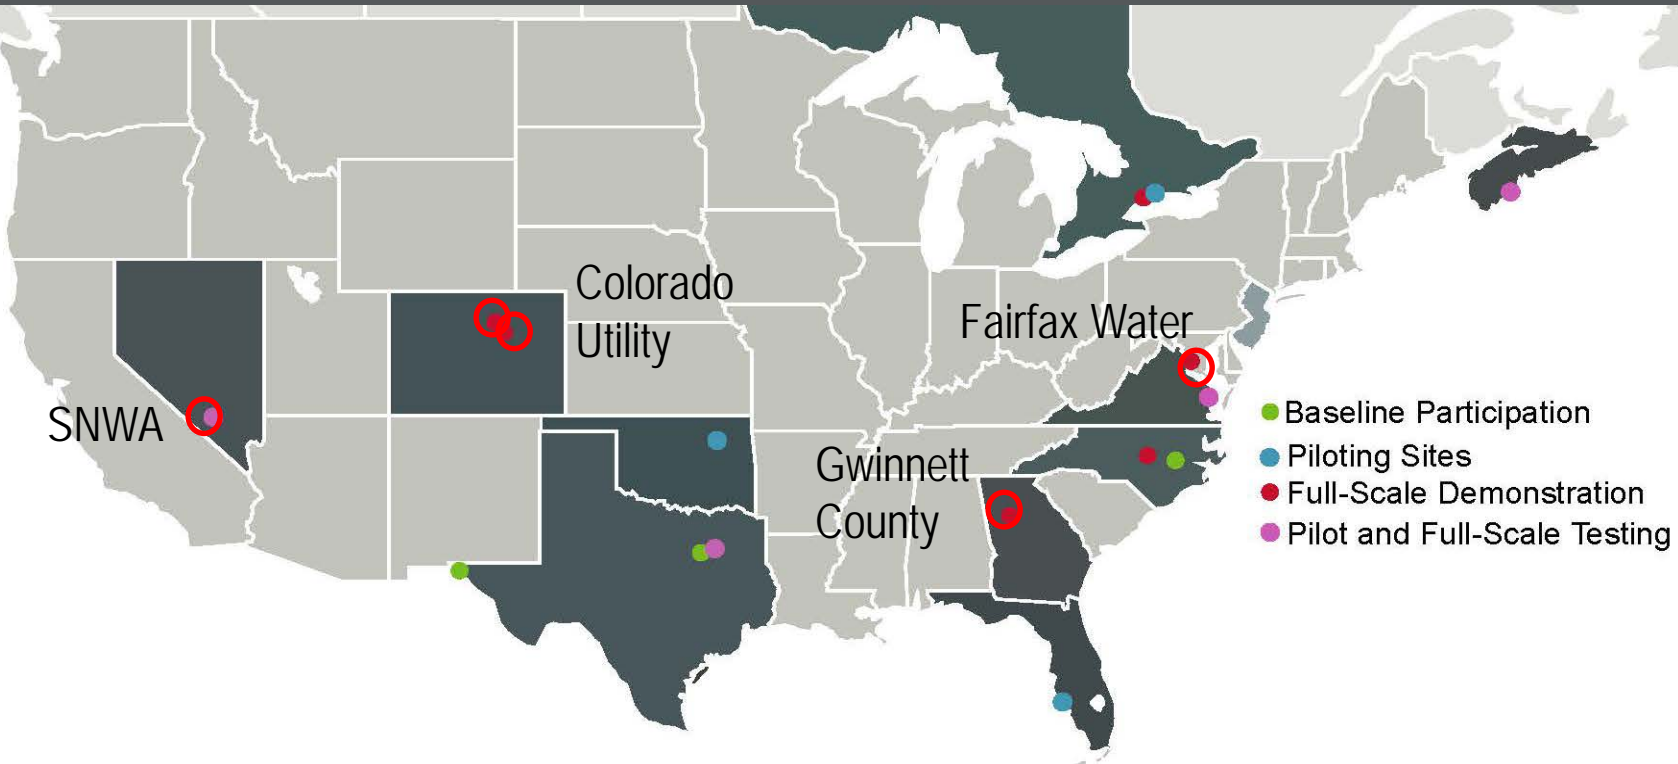 Colorado
Utility
Fairfax Water
SNWA
Gwinnett
County
Baseline Participation
Piloting Sites
Full-Scale Demonstration
Pilot and Full-Scale Testing